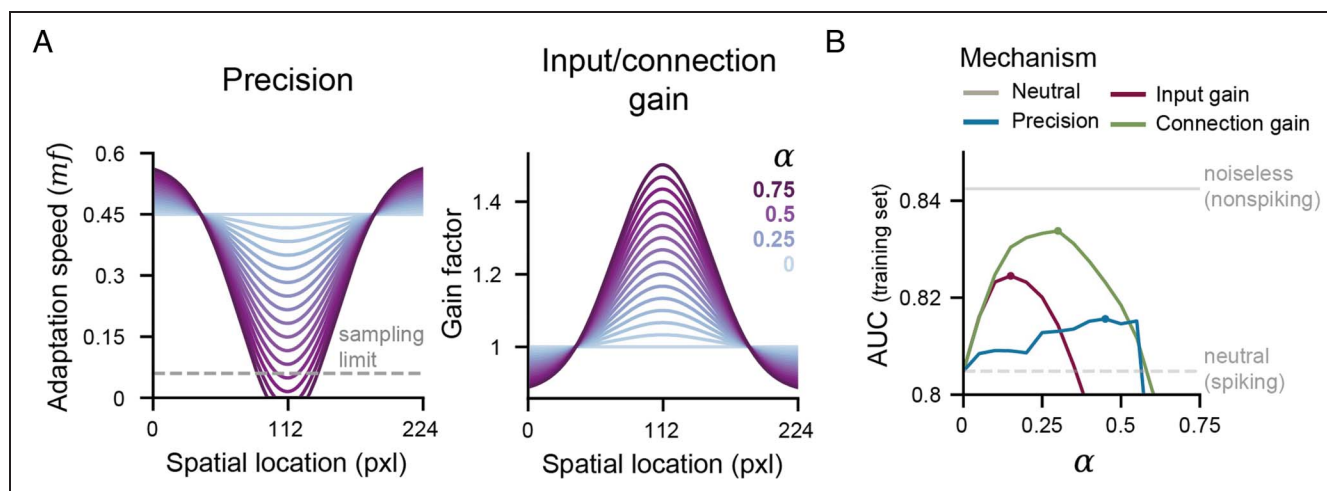 A
Precision
Adaptation speed (mf)
0.6
0.45
0.3
0.15
0
sampling
limit
0
112
224
Spatial location (pxl)
Input/connection
gain
Gain factor
1.4
1.2
1
α
0.75
0.5
0.25
0
0
112
224
Spatial location (pxl)
B
Mechanism
Neutral
Input gain
Precision
Connection gain
AUC (training set)
0.84
0.82
0.8
noiseless
(nonspiking)
neutral
(spiking)
0
0.25
0.5
0.75
α